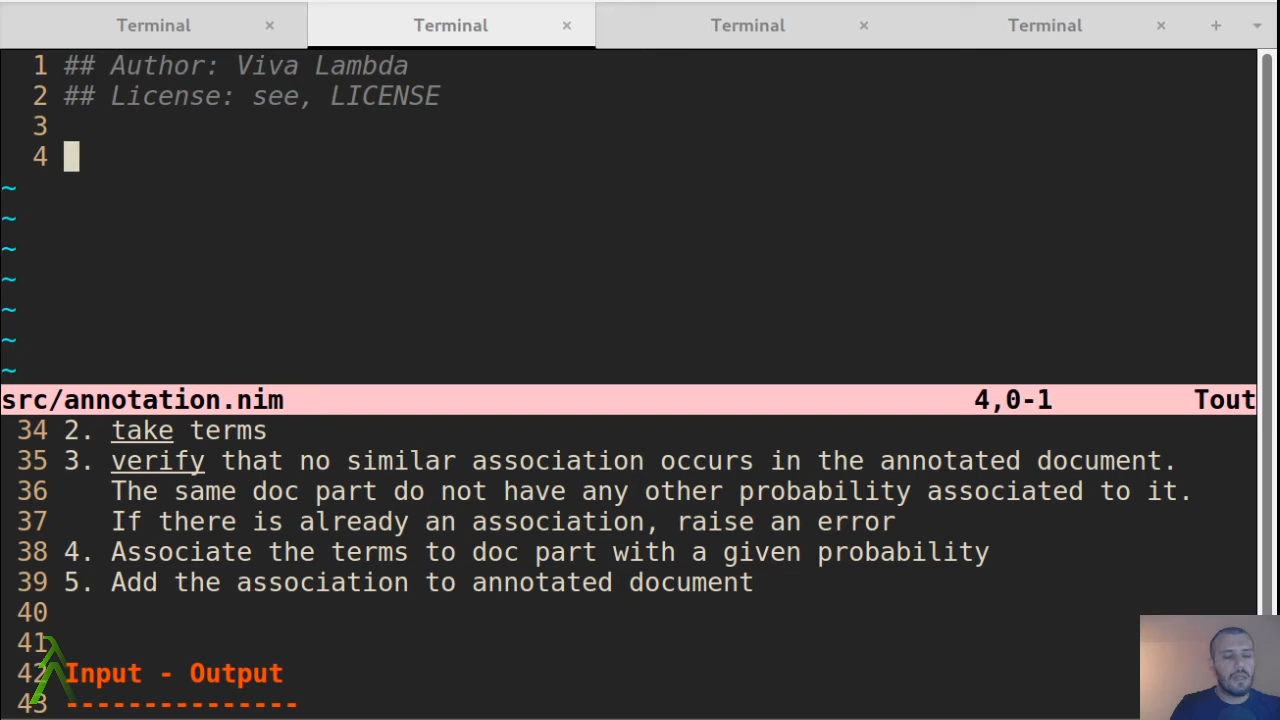 Terminal × Terminal × Terminal × Terminal × +
1 ## Author: Viva Lambda
2 ## License: see, LICENSE
3
4
~
~
~
~
~
~
~
src/annotation.nim 4,0-1 Tout
34 2. take terms
35 3. verify that no similar association occurs in the annotated document.
36 The same doc part do not have any other probability associated to it.
37 If there is already an association, raise an error
38 4. Associate the terms to doc part with a given probability
39 5. Add the association to annotated document
40
41
42 Input - Output
43 ---------------